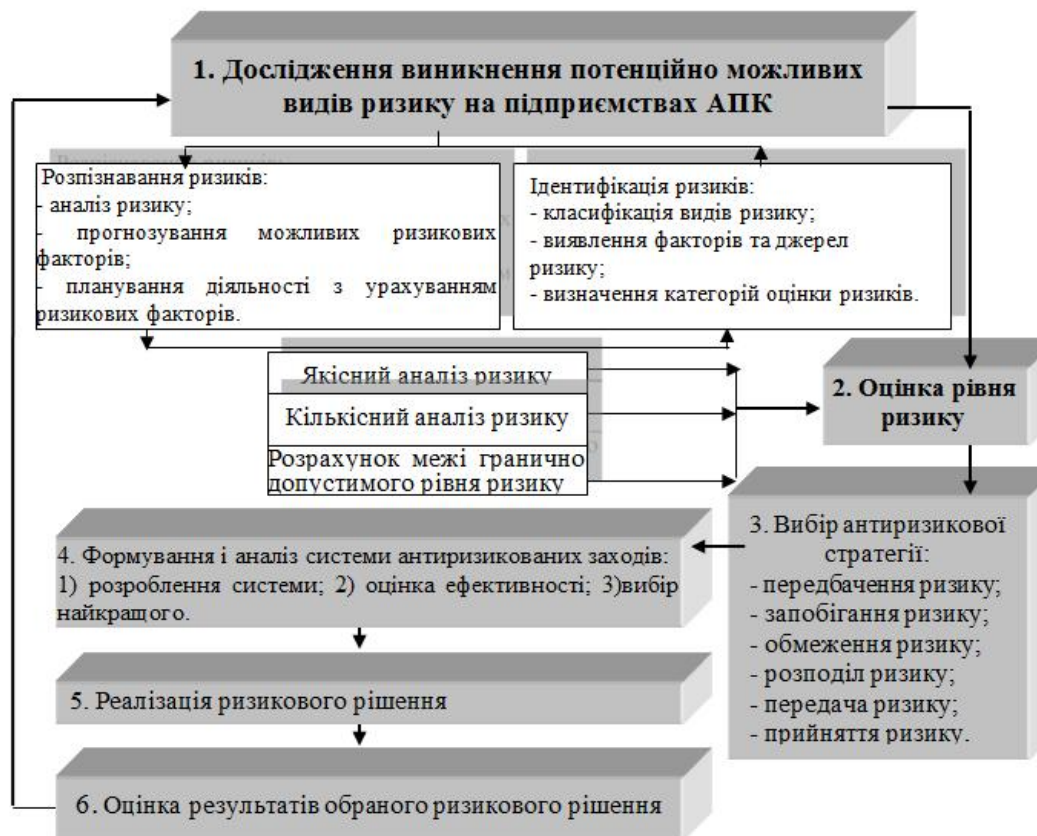 1. Дослідження виникнення потенційно можливих
видів ризику на підприємствах АПК
Розпізнавання ризиків:
- аналіз ризику;
- прогнозування можливих ризикових
факторів;
- планування діяльності з урахуванням
ризикових факторів.
Ідентифікація ризиків:
- класифікація видів ризику;
- виявлення факторів та джерел
ризику;
- визначення категорій оцінки ризиків.
Якісний аналіз ризику
Кількісний аналіз ризику
Розрахунок межі гранично
допустимого рівня ризику
2. Оцінка рівня
ризику
3. Вибір антиризикової
стратегії:
- передбачення ризику;
- запобігання ризику;
- обмеження ризику;
- розподіл ризику;
- передача ризику;
- прийняття ризику.
4. Формування і аналіз системи антиризикованих заходів:
1) розроблення системи; 2) оцінка ефективності; 3)вибір
найкращого.
5. Реалізація ризикового рішення
6. Оцінка результатів обраного ризикового рішення